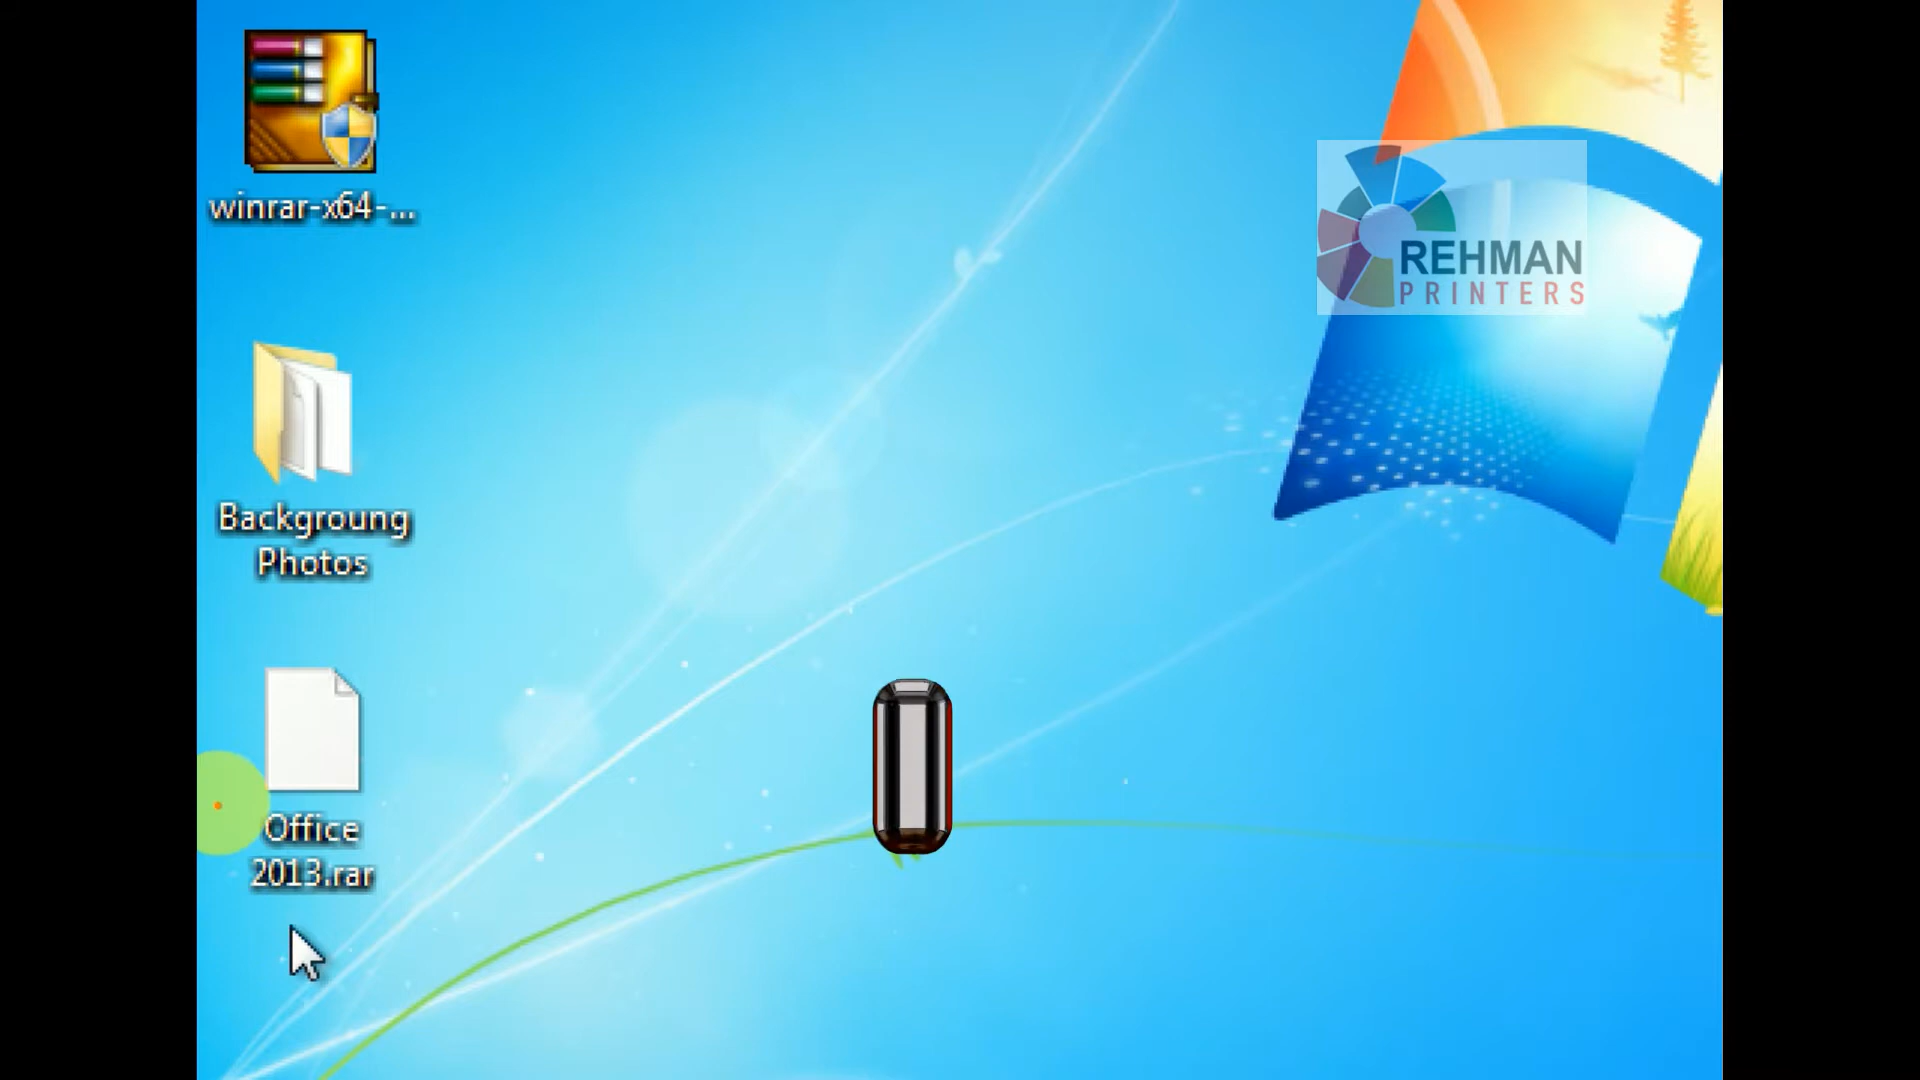 winrar-x64-...
REHMAN
PRINTERS
Backgroung
Photos
Office
2013.rar